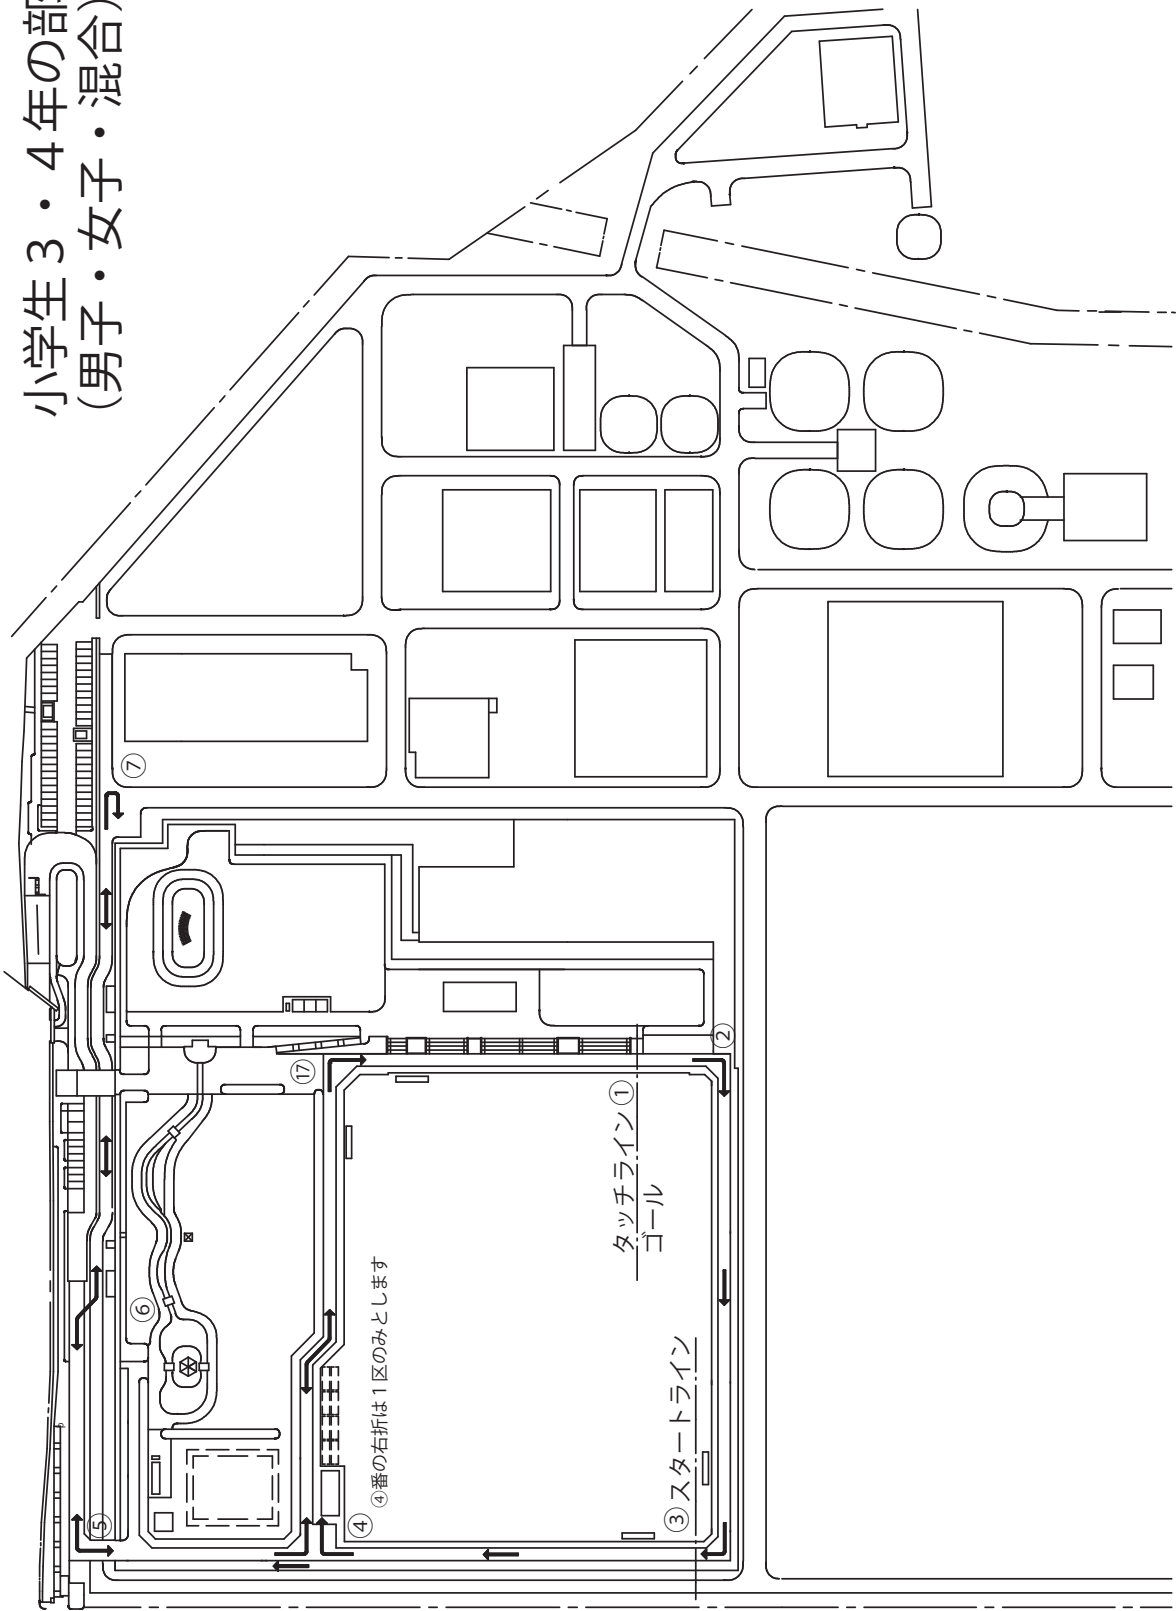 小学生３・４年の部
(男子・女子・混合)
⑦
②
⑰
タッチライン①
ゴール
⑥
④番の右折は１区のみとします
③スタートライン
④
⑤